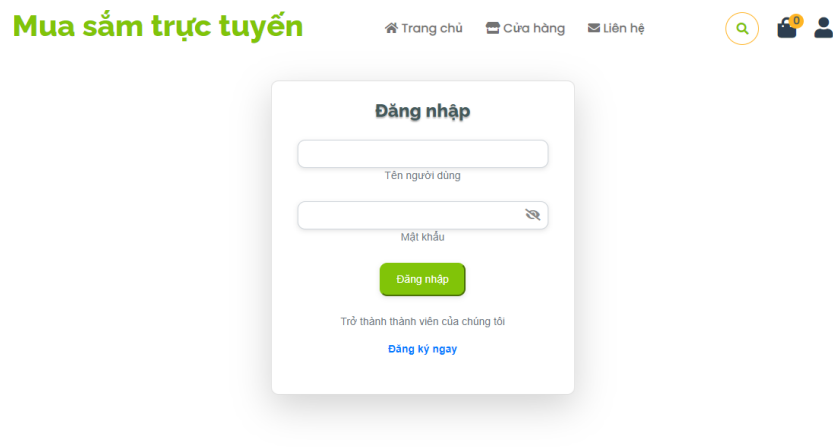 Mua sắm trực tuyến
Trang chủ Cửa hàng Liên hệ
0
Đăng nhập
Tên người dùng
Mật khẩu
Đăng nhập
Trở thành thành viên của chúng tôi
Đăng ký ngay